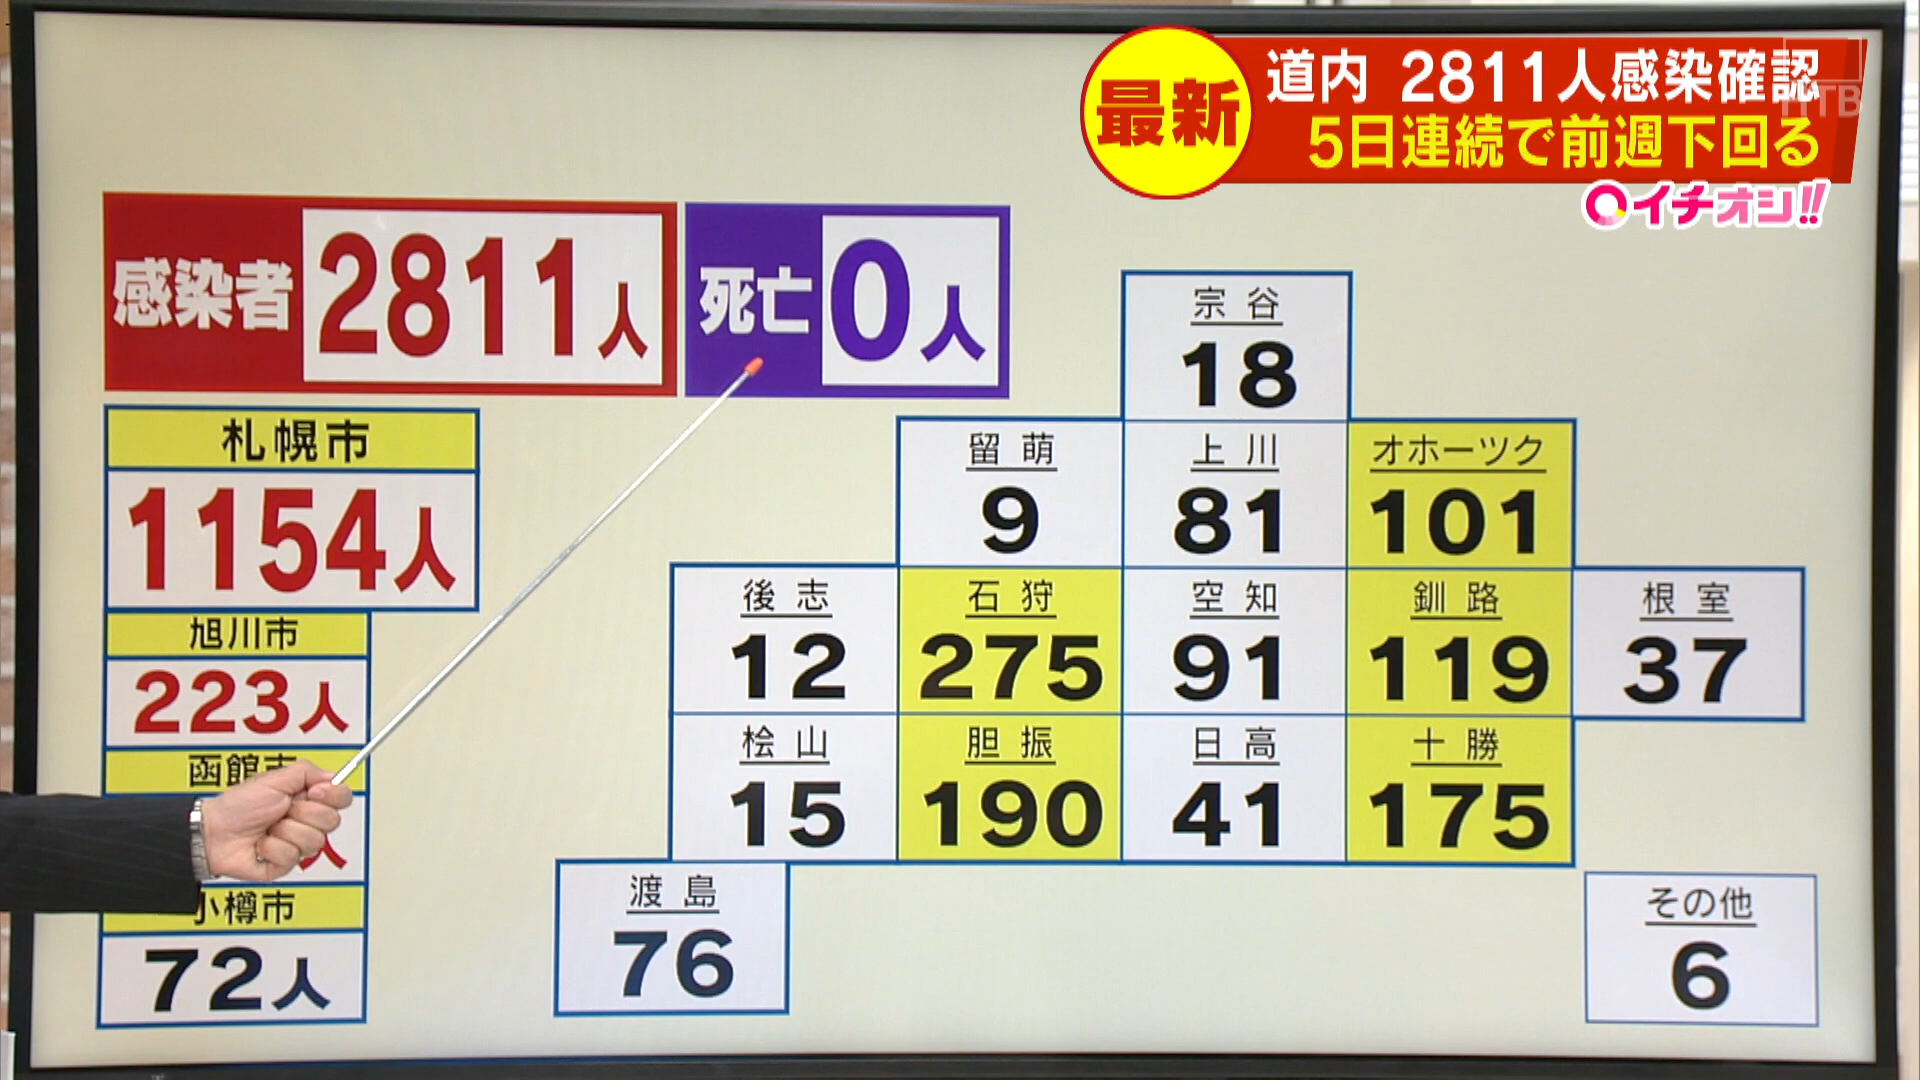 最新
道内 2811人感染確認
5日連続で前週下回る
HTB
イチオシ!!
感染者 2811人
死亡 0人
札幌市
1154人
旭川市
223人
函館市
人
小樽市
72人
宗谷
18
留萌
9
上川
81
オホーツク
101
後志
12
石狩
275
空知
91
釧路
119
根室
37
桧山
15
胆振
190
日高
41
十勝
175
渡島
76
その他
6